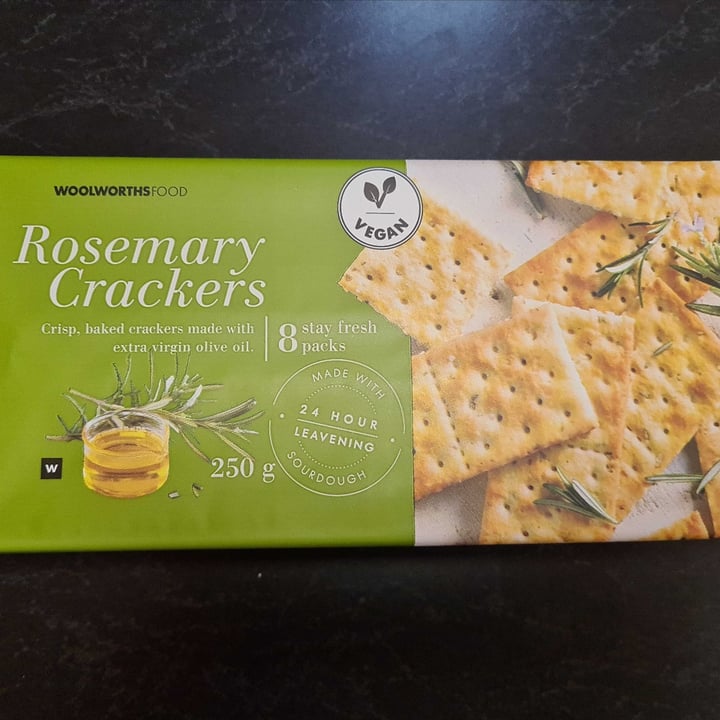 WOOLWORTHSFOOD
VEGAN
Rosemary
Crackers
Crisp, baked crackers made with
extra virgin olive oil.
8 stay fresh
packs
MADE WITH
24 HOUR
LEAVENING
SOURDOUGH
W
250 g